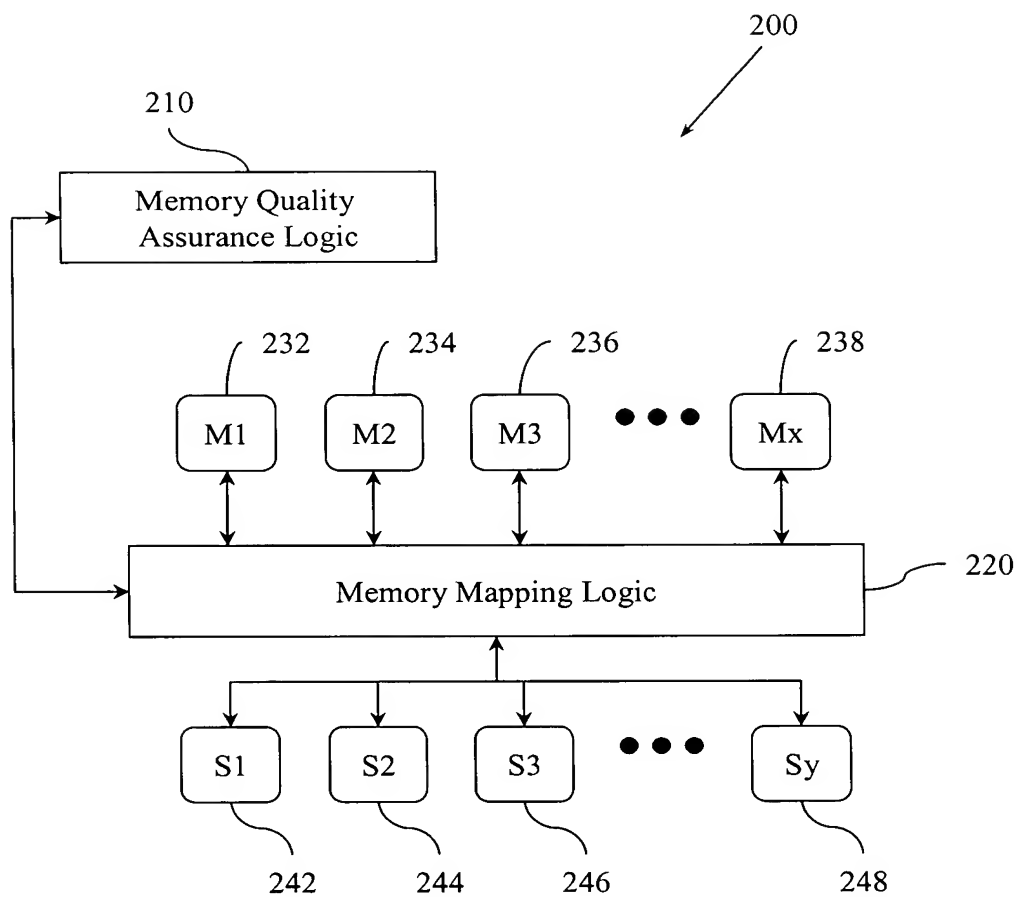 200
210
Memory Quality
Assurance Logic
232
234
236
238
M1
M2
M3
Mx
220
Memory Mapping Logic
S1
S2
S3
Sy
242
244
246
248